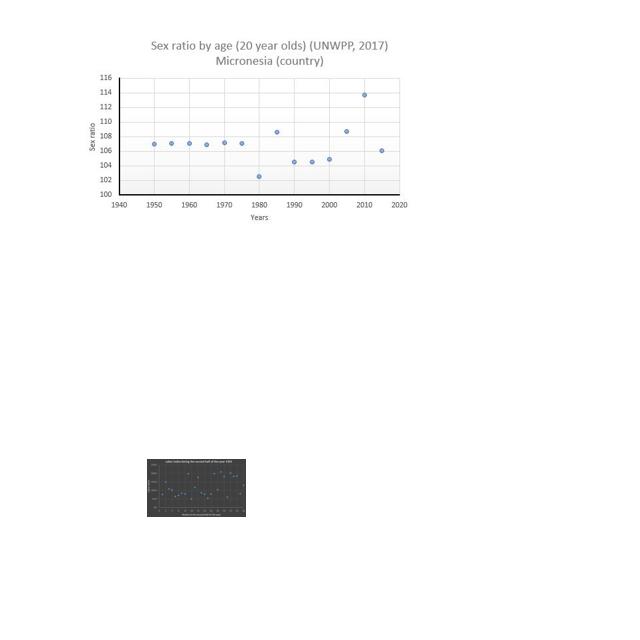 Sex ratio by age (20 year olds) (UNWPP, 2017)
Micronesia (country)
116
114
112
110
108
106
104
102
100
Sex ratio
1940 1950 1960 1970 1980 1990 2000 2010 2020
Years